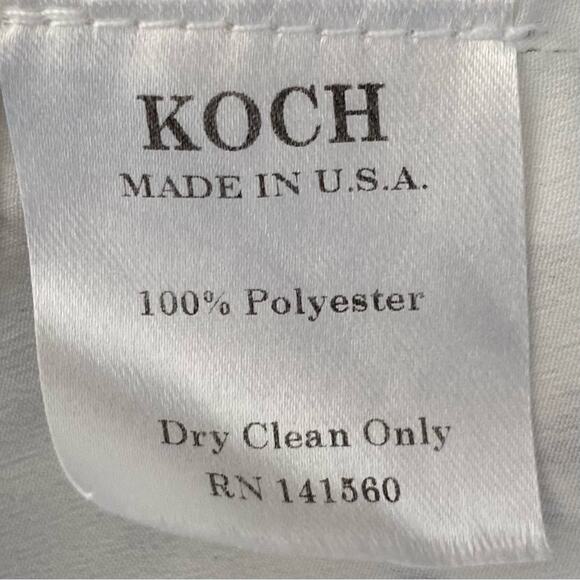 KOCH
MADE IN U.S.A.
100% Polyester
Dry Clean Only
RN 141560